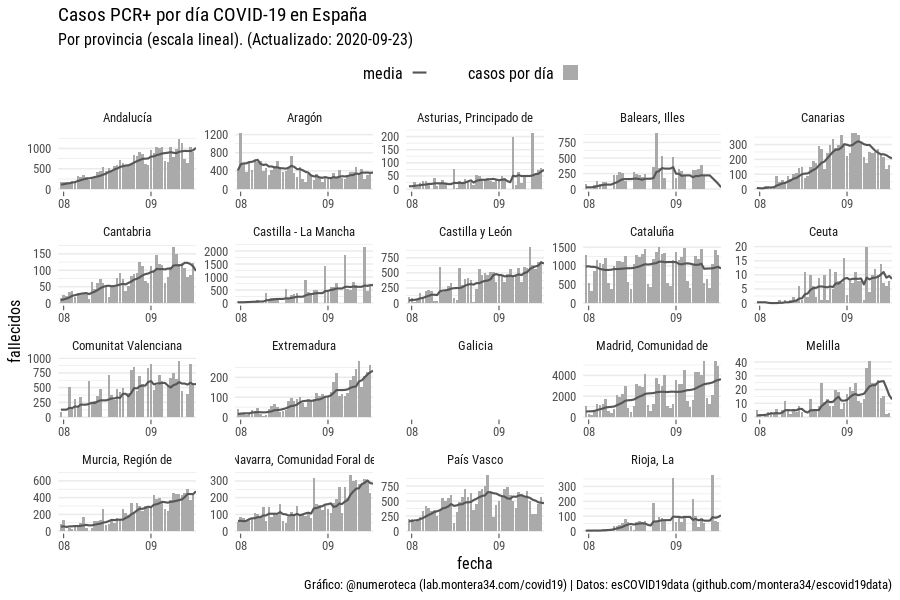 Casos PCR+ por día COVID-19 en España
Por provincia (escala lineal). (Actualizado: 2020-09-23)
media casos por día
Andalucía Aragón Asturias, Principado de Balears, Illes Canarias
1000 500 0 1200 800 400 0 200 150 100 50 0 750 500 250 0 300 200 100 0
08 09 08 09 08 09 08 09 08 09
Cantabria Castilla - La Mancha Castilla y León Cataluña Ceuta
150 100 50 0 2000 1500 1000 500 0 750 500 250 0 1500 1000 500 0 20 15 10 5 0
08 09 08 09 08 09 08 09 08 09
fallecidos
Comunitat Valenciana Extremadura Galicia Madrid, Comunidad de Melilla
1000 750 500 250 0 200 100 0 4000 2000 0 40 30 20 10 0
08 09 08 09 08 09 08 09 08 09
Murcia, Región de Navarra, Comunidad Foral de País Vasco Rioja, La
600 400 200 0 300 200 100 0 750 500 250 0 300 200 100 0
08 09 08 09 08 09 08 09
fecha
Gráfico: @numeroteca (lab.montera34.com/covid19) | Datos: esCOVID19data (github.com/montera34/escovid19data)